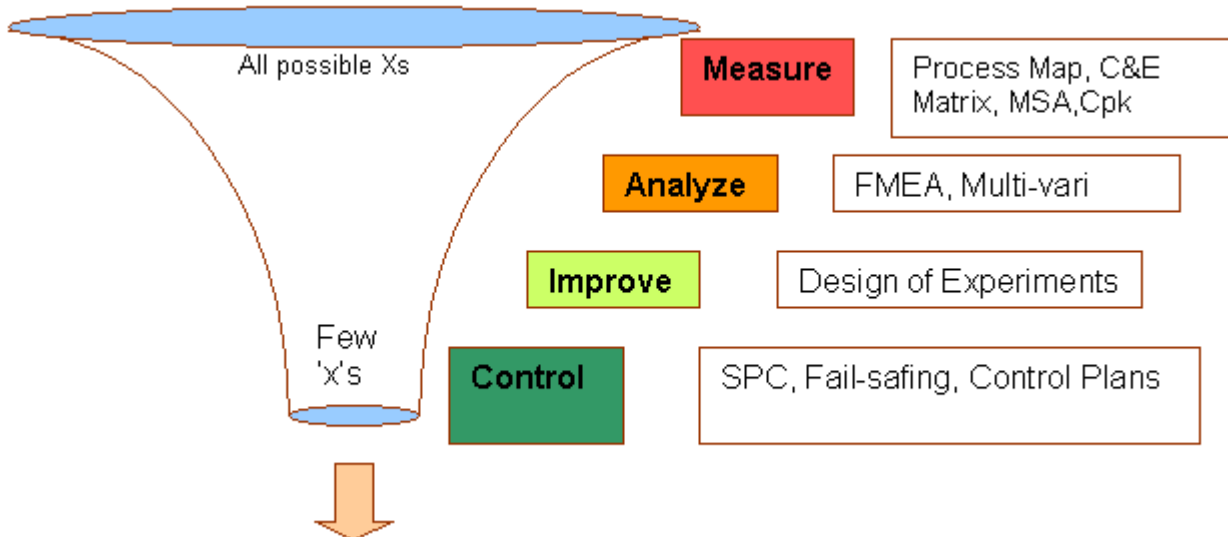 All possible Xs
Measure
Process Map, C&E
Matrix, MSA,Cpk
Analyze
FMEA, Multi-vari
Improve
Design of Experiments
Few
'x's
Control
SPC, Fail-safing, Control Plans